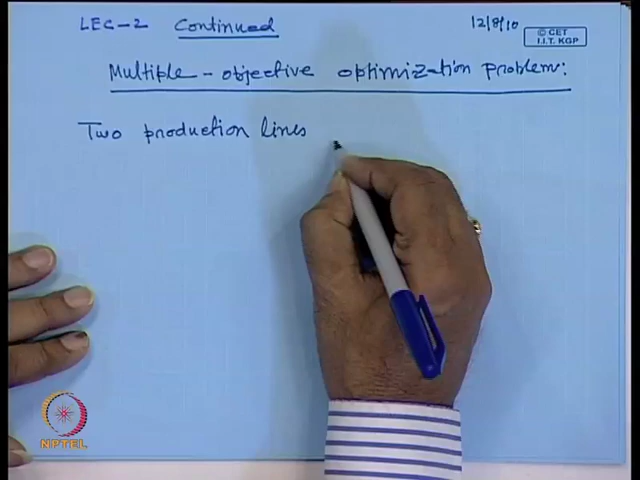 LEC-2 Continued
12/8/10
© CET
I.I.T. KGP
Multiple-objective optimization problem:
Two production lines
NPTEL